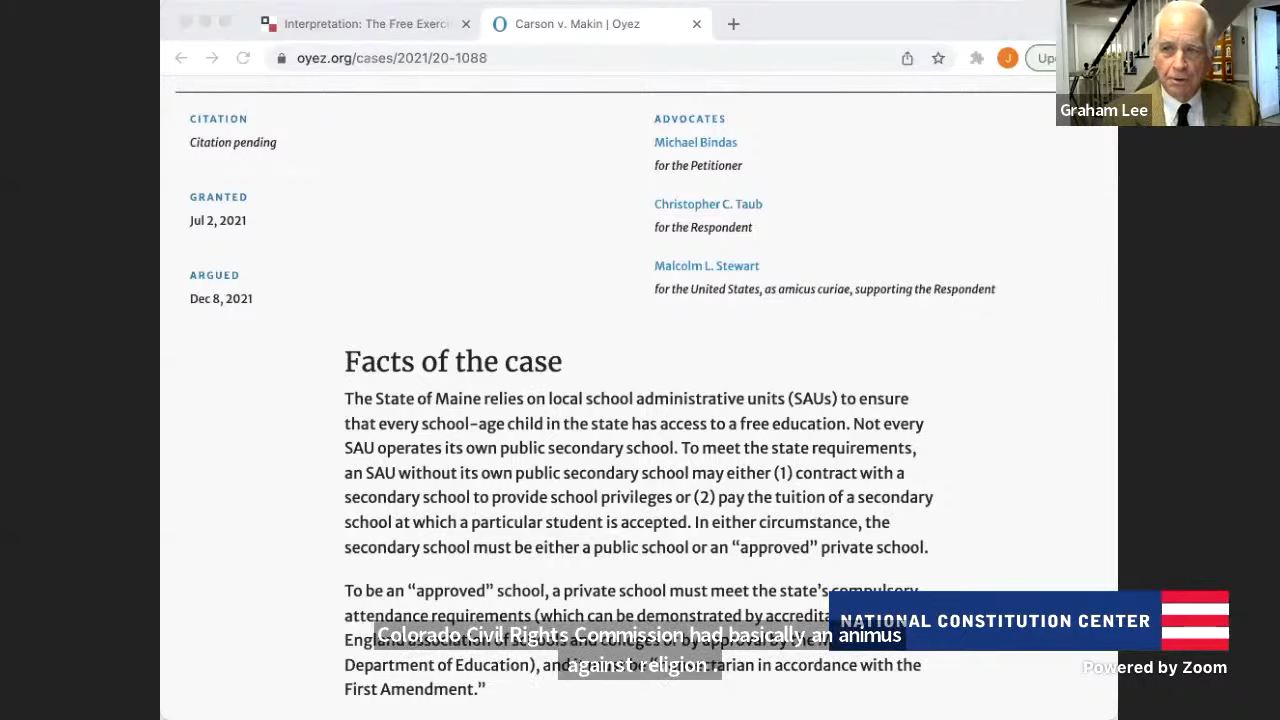 Interpretation: The Free Exerci
Carson v. Makin | Oyez
oyez.org/cases/2021/20-1088
J
Graham Lee
CITATION
Citation pending
GRANTED
Jul 2, 2021
ARGUED
Dec 8, 2021
ADVOCATES
Michael Bindas
for the Petitioner
Christopher C. Taub
for the Respondent
Malcolm L. Stewart
for the United States, as amicus curiae, supporting the Respondent
Facts of the case
The State of Maine relies on local school administrative units (SAUs) to ensure
that every school-age child in the state has access to a free education. Not every
SAU operates its own public secondary school. To meet the state requirements,
an SAU without its own public secondary school may either (1) contract with a
secondary school to provide school privileges or (2) pay the tuition of a secondary
school at which a particular student is accepted. In either circumstance, the
secondary school must be either a public school or an “approved” private school.
To be an “approved” school, a private school must meet the state’s compulsory
attendance requirements (which can be demonstrated by
Department of Education), and
in accordance with the
First Amendment.”
Colorado Civil Rights Commission had basically an animus
against religion.
NATIONAL CONSTITUTION CENTER
Powered by Zoom